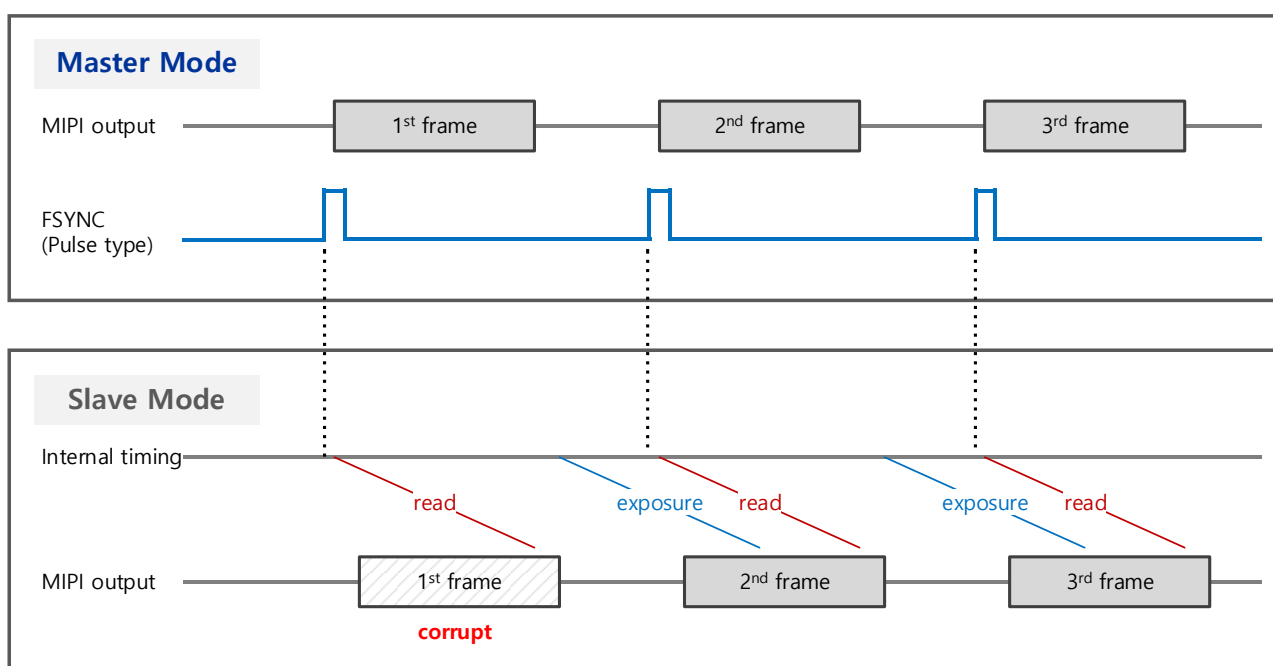 Master Mode
MIPI output
1st frame
2nd frame
3rd frame
FSYNC
(Pulse type)
Slave Mode
Internal timing
read
exposure
read
exposure
read
MIPI output
1st frame
2nd frame
3rd frame
corrupt